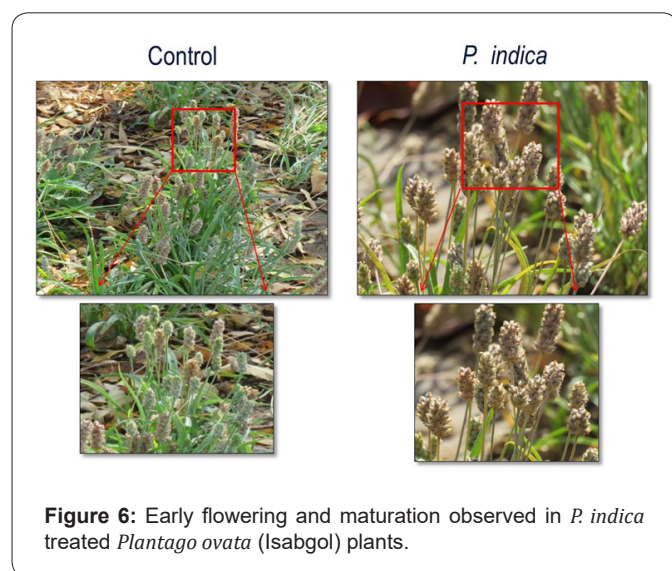 Control
P. indica
Figure 6: Early flowering and maturation observed in P. indica
treated Plantago ovata (Isabgol) plants.